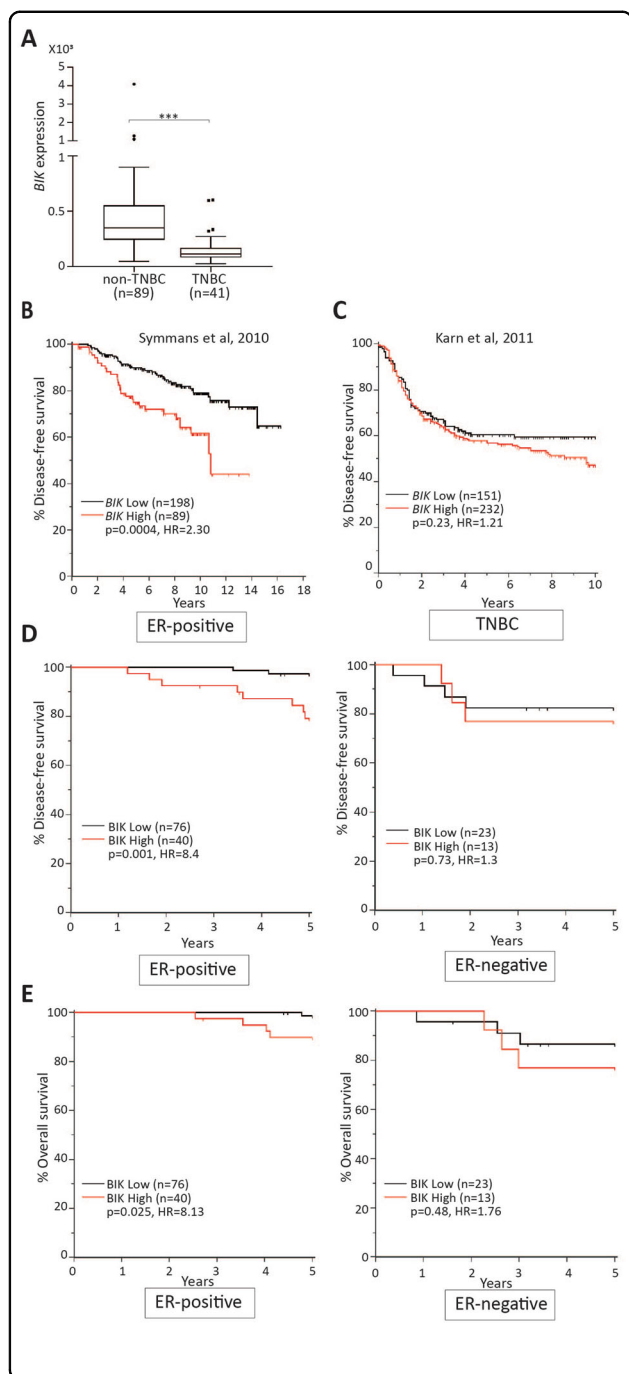 A
X10³
5
4
3
2
1
1
0.5
0
BIK expression
***
non-TNBC
(n=89)
TNBC
(n=41)
B
Symmans et al, 2010
100
80
60
40
20
0
% Disease-free survival
BIK Low (n=198)
BIK High (n=89)
p=0.0004, HR=2.30
0 2 4 6 8 10 12 14 16 18
Years
ER-positive
C
Karn et al, 2011
100
80
60
40
20
0
% Disease-free survival
BIK Low (n=151)
BIK High (n=232)
p=0.23, HR=1.21
0 2 4 6 8 10
Years
TNBC
D
100
80
60
40
20
0
% Disease-free survival
BIK Low (n=76)
BIK High (n=40)
p=0.001, HR=8.4
0 1 2 3 4 5
Years
ER-positive
100
80
60
40
20
0
% Disease-free survival
BIK Low (n=23)
BIK High (n=13)
p=0.73, HR=1.3
0 1 2 3 4 5
Years
ER-negative
E
100
80
60
40
20
0
% Overall survival
BIK Low (n=76)
BIK High (n=40)
p=0.025, HR=8.13
0 1 2 3 4 5
Years
ER-positive
100
80
60
40
20
0
% Overall survival
BIK Low (n=23)
BIK High (n=13)
p=0.48, HR=1.76
0 1 2 3 4 5
Years
ER-negative